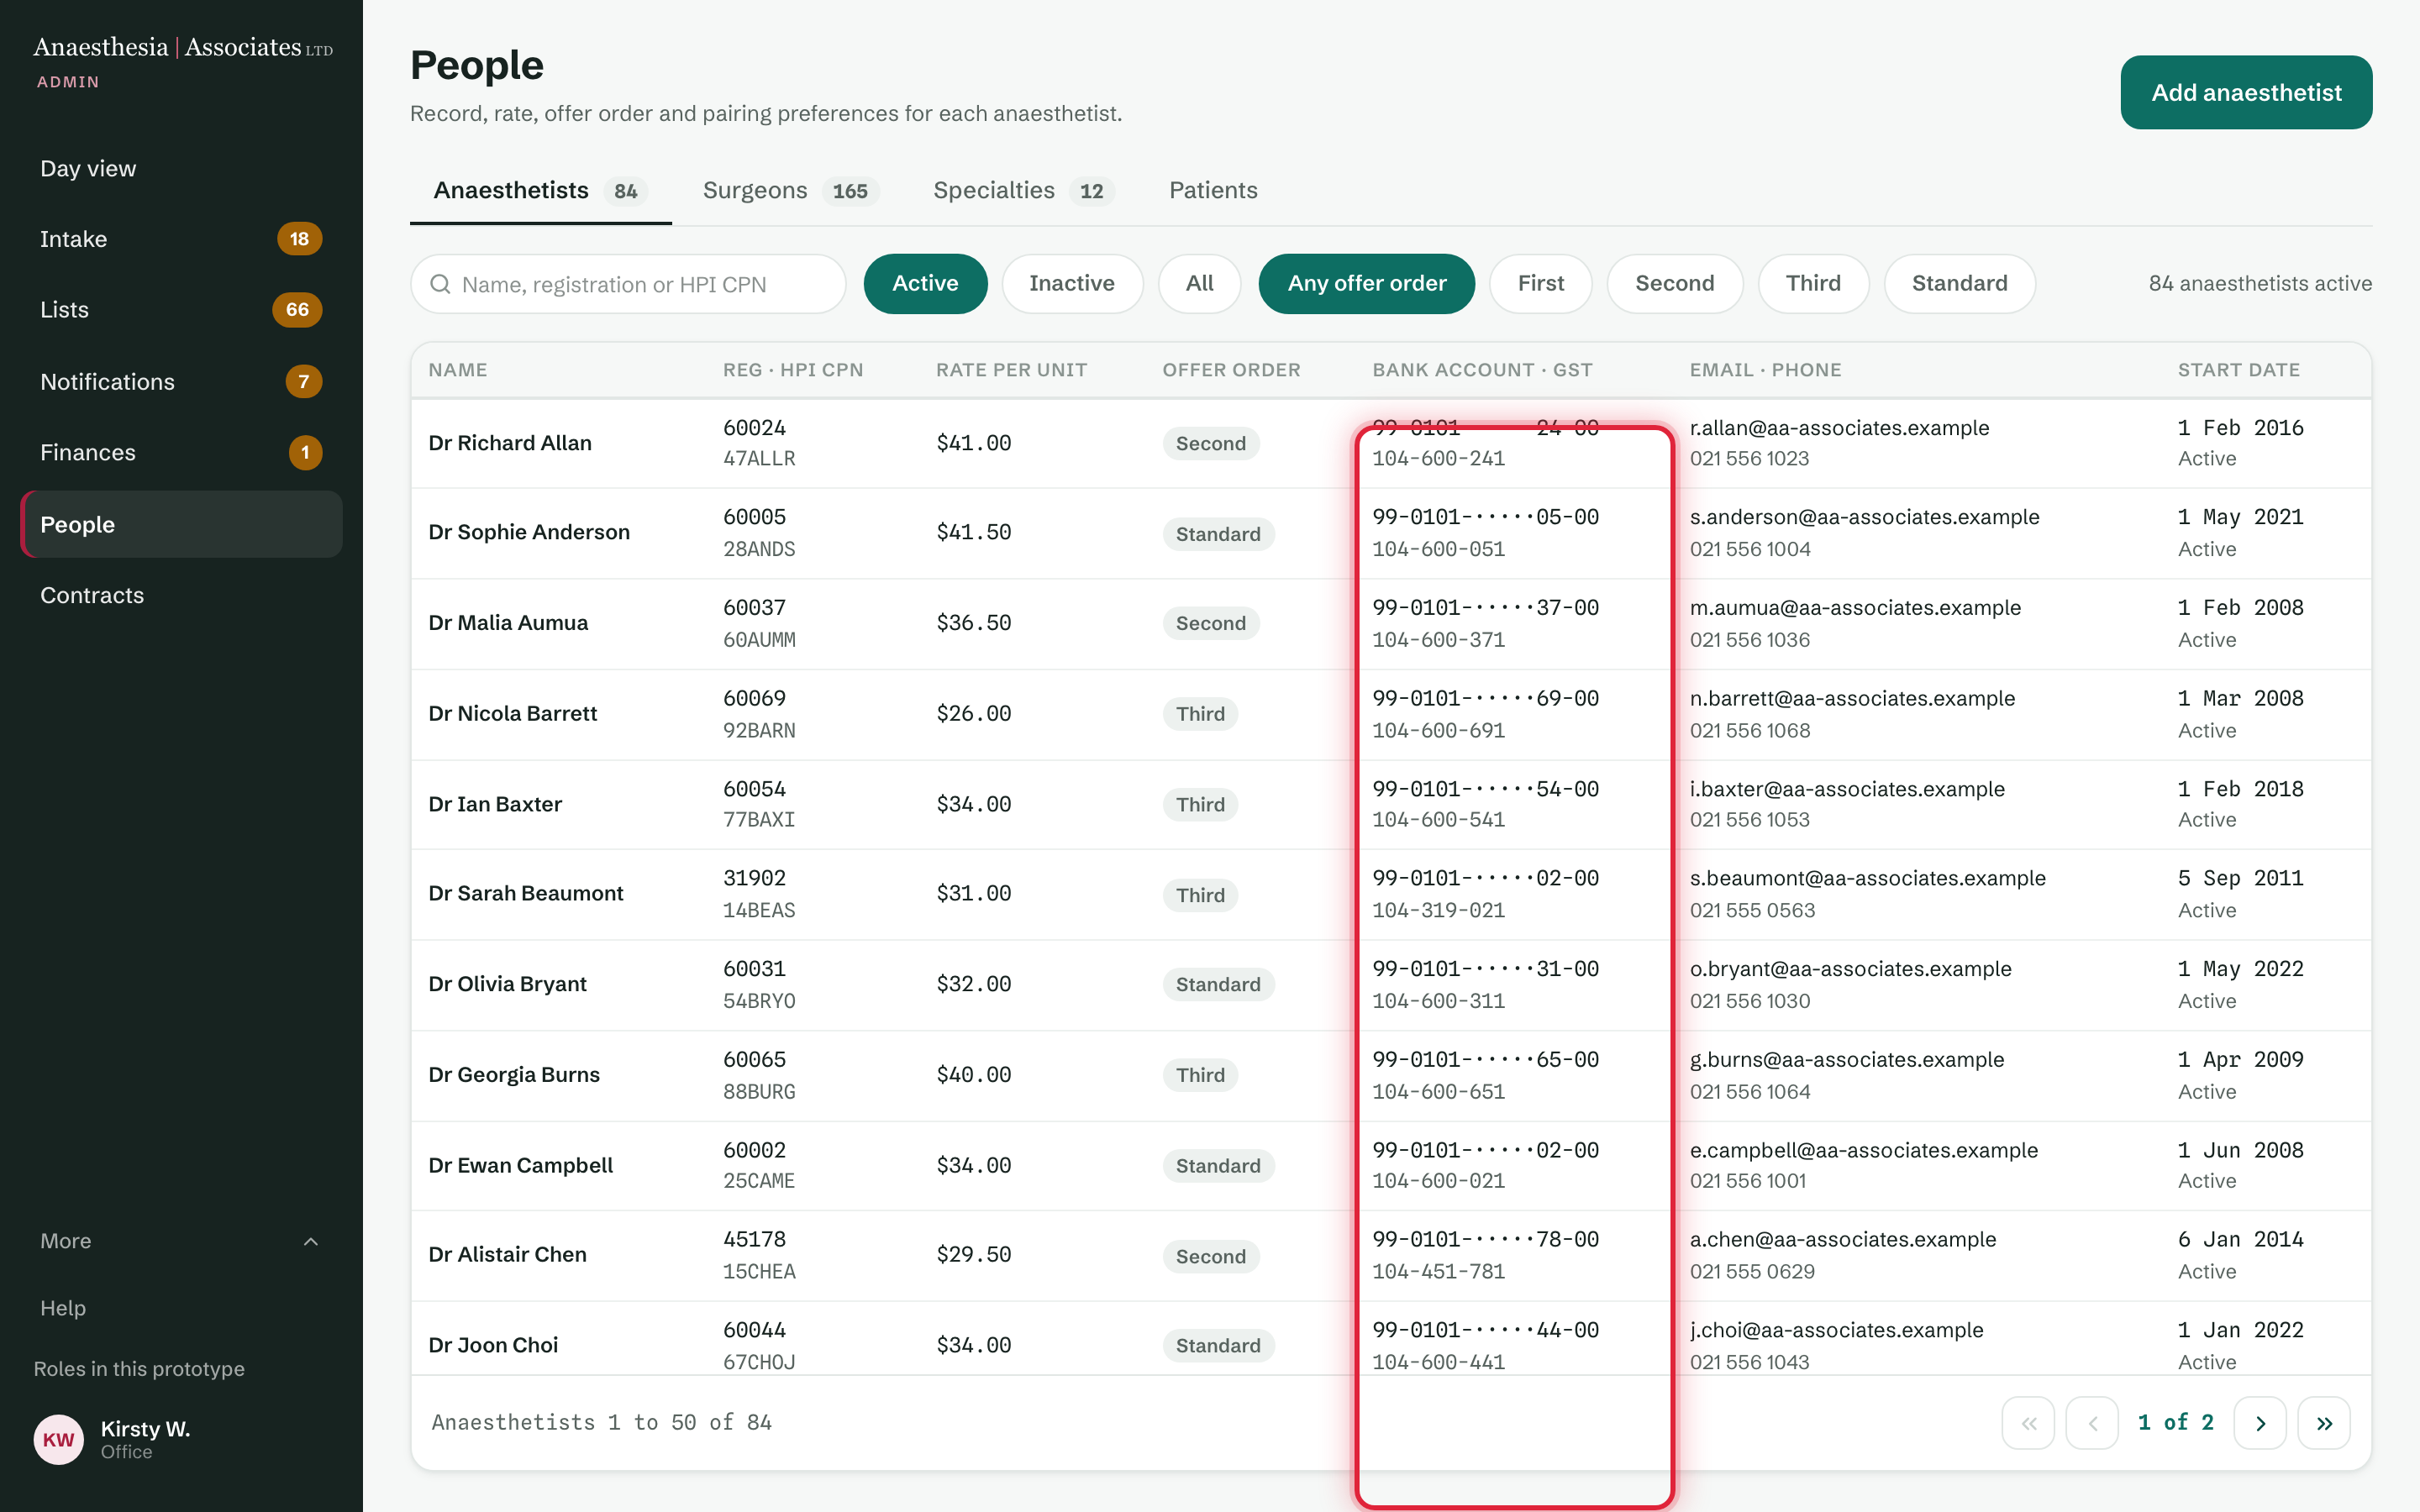 Anaesthesia | Associates LTD
ADMIN
Day view
Intake 18
Lists 66
Notifications 7
Finances 1
People
Contracts
More
Help
Roles in this prototype
KW
Kirsty W.
Office
People
Record, rate, offer order and pairing preferences for each anaesthetist.
Add anaesthetist
Anaesthetists 84 Surgeons 165 Specialties 12 Patients
Name, registration or HPI CPN Active Inactive All Any offer order First Second Third Standard 84 anaesthetists active
NAME REG · HPI CPN RATE PER UNIT OFFER ORDER BANK ACCOUNT · GST EMAIL · PHONE START DATE
Dr Richard Allan 60024 $41.00 Second 99-0101 24-00 r.allan@aa-associates.example 1 Feb 2016
47ALLR 104-600-241 021 556 1023 Active
Dr Sophie Anderson 60005 $41.50 Standard 99-0101-·····05-00 s.anderson@aa-associates.example 1 May 2021
28ANDS 104-600-051 021 556 1004 Active
Dr Malia Aumua 60037 $36.50 Second 99-0101-·····37-00 m.aumua@aa-associates.example 1 Feb 2008
60AUMM 104-600-371 021 556 1036 Active
Dr Nicola Barrett 60069 $26.00 Third 99-0101-·····69-00 n.barrett@aa-associates.example 1 Mar 2008
92BARN 104-600-691 021 556 1068 Active
Dr Ian Baxter 60054 $34.00 Third 99-0101-·····54-00 i.baxter@aa-associates.example 1 Feb 2018
77BAXI 104-600-541 021 556 1053 Active
Dr Sarah Beaumont 31902 $31.00 Third 99-0101-·····02-00 s.beaumont@aa-associates.example 5 Sep 2011
14BEAS 104-319-021 021 555 0563 Active
Dr Olivia Bryant 60031 $32.00 Standard 99-0101-·····31-00 o.bryant@aa-associates.example 1 May 2022
54BRYO 104-600-311 021 556 1030 Active
Dr Georgia Burns 60065 $40.00 Third 99-0101-·····65-00 g.burns@aa-associates.example 1 Apr 2009
88BURG 104-600-651 021 556 1064 Active
Dr Ewan Campbell 60002 $34.00 Standard 99-0101-·····02-00 e.campbell@aa-associates.example 1 Jun 2008
25CAME 104-600-021 021 556 1001 Active
Dr Alistair Chen 45178 $29.50 Second 99-0101-·····78-00 a.chen@aa-associates.example 6 Jan 2014
15CHEA 104-451-781 021 555 0629 Active
Dr Joon Choi 60044 $34.00 Standard 99-0101-·····44-00 j.choi@aa-associates.example 1 Jan 2022
67CHOJ 104-600-441 021 556 1043 Active
Anaesthetists 1 to 50 of 84 « ‹ 1 of 2 › »